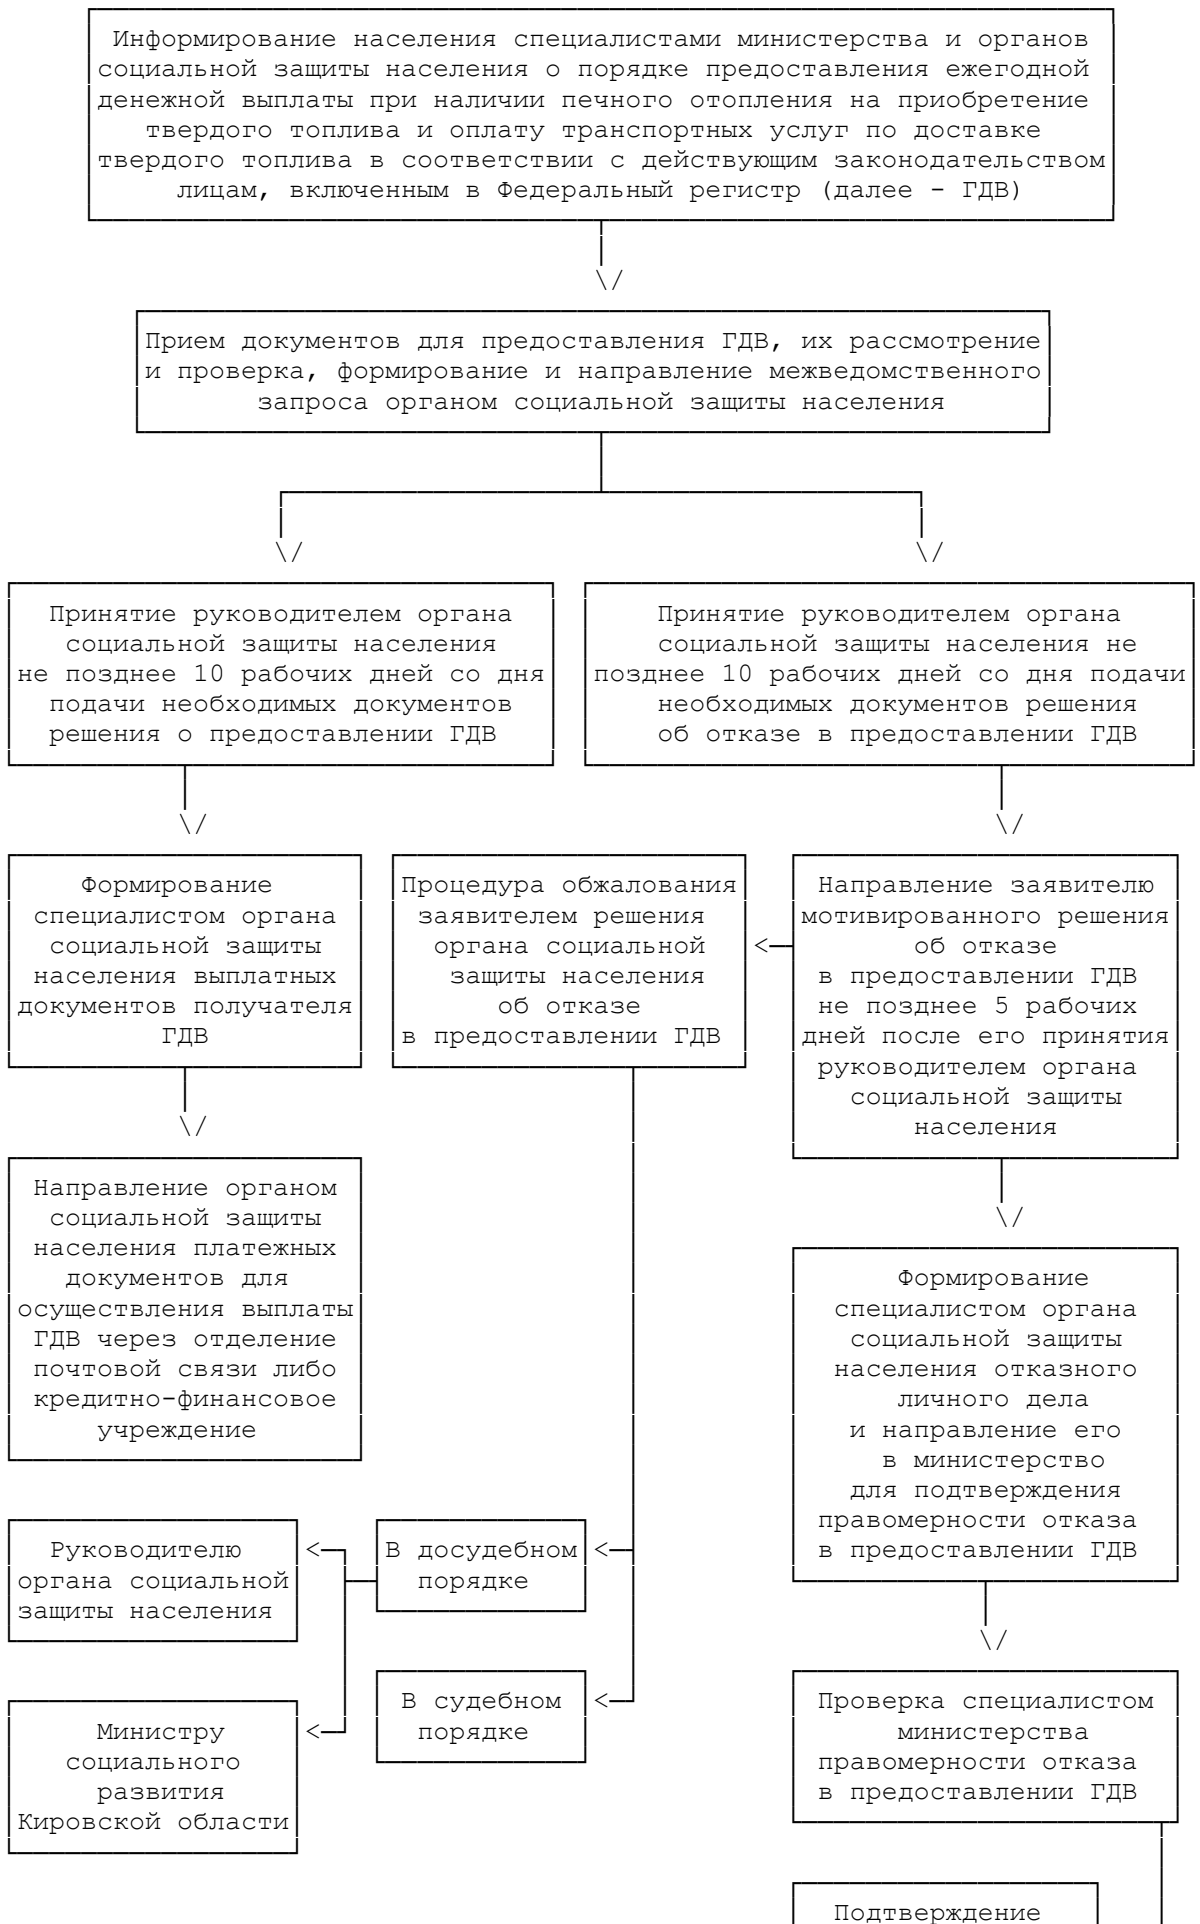 Информирование населения специалистами министерства и органов
социальной защиты населения о порядке предоставления ежегодной
денежной выплаты при наличии печного отопления на приобретение
твердого топлива и оплату транспортных услуг по доставке
твердого топлива в соответствии с действующим законодательством
лицам, включенным в Федеральный регистр (далее - ГДВ)
Прием документов для предоставления ГДВ, их рассмотрение
и проверка, формирование и направление межведомственного
запроса органом социальной защиты населения
Принятие руководителем органа
социальной защиты населения
не позднее 10 рабочих дней со дня
подачи необходимых документов
решения о предоставлении ГДВ
Принятие руководителем органа
социальной защиты населения не
позднее 10 рабочих дней со дня подачи
необходимых документов решения
об отказе в предоставлении ГДВ
Формирование
специалистом органа
социальной защиты
населения выплатных
документов получателя
ГДВ
Процедура обжалования
заявителем решения
органа социальной
защиты населения
об отказе
в предоставлении ГДВ
Направление заявителю
мотивированного решения
об отказе
в предоставлении ГДВ
не позднее 5 рабочих
дней после его принятия
руководителем органа
социальной защиты
населения
Направление органом
социальной защиты
населения платежных
документов для
осуществления выплаты
ГДВ через отделение
почтовой связи либо
кредитно-финансовое
учреждение
Формирование
специалистом органа
социальной защиты
населения отказного
личного дела
и направление его
в министерство
для подтверждения
правомерности отказа
в предоставлении ГДВ
Руководителю
органа социальной
защиты населения
В досудебном
порядке
В судебном
порядке
Министру
социального
развития
Кировской области
Проверка специалистом
министерства
правомерности отказа
в предоставлении ГДВ
Подтверждение